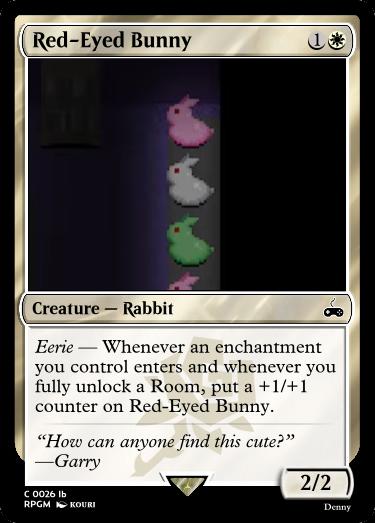 Red-Eyed Bunny 1
Creature — Rabbit
Eerie — Whenever an enchantment
you control enters and whenever you
fully unlock a Room, put a +1/+1
counter on Red-Eyed Bunny.
“How can anyone find this cute?”
—Garry
2/2
C 0026 Ib
RPGM KOURI
Denny